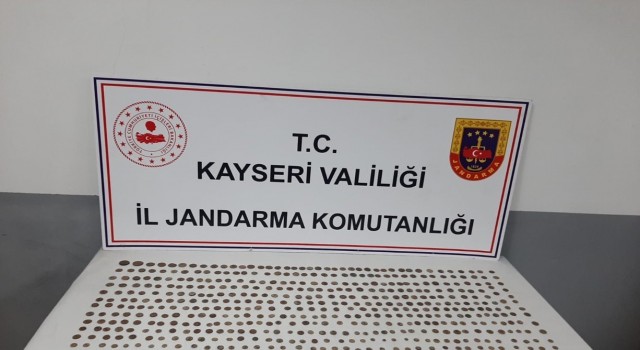 T.C.
KAYSERİ VALİLİĞİ
İL JANDARMA KOMUTANLIĞI
JANDARMA